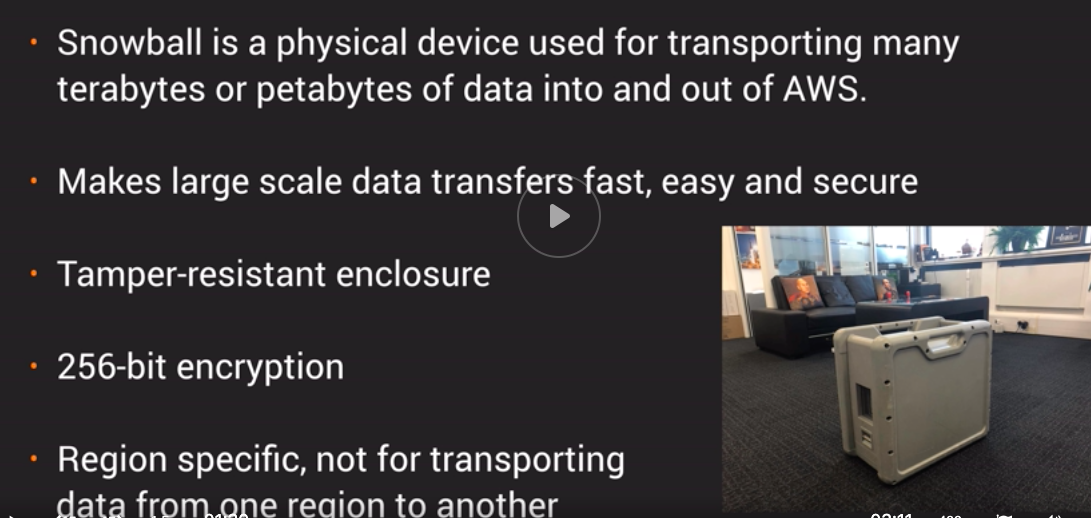 Snowball is a physical device used for transporting many
terabytes or petabytes of data into and out of AWS.
Makes large scale data transfers fast, easy and secure
Tamper-resistant enclosure
256-bit encryption
Region specific, not for transporting
data from one region to another